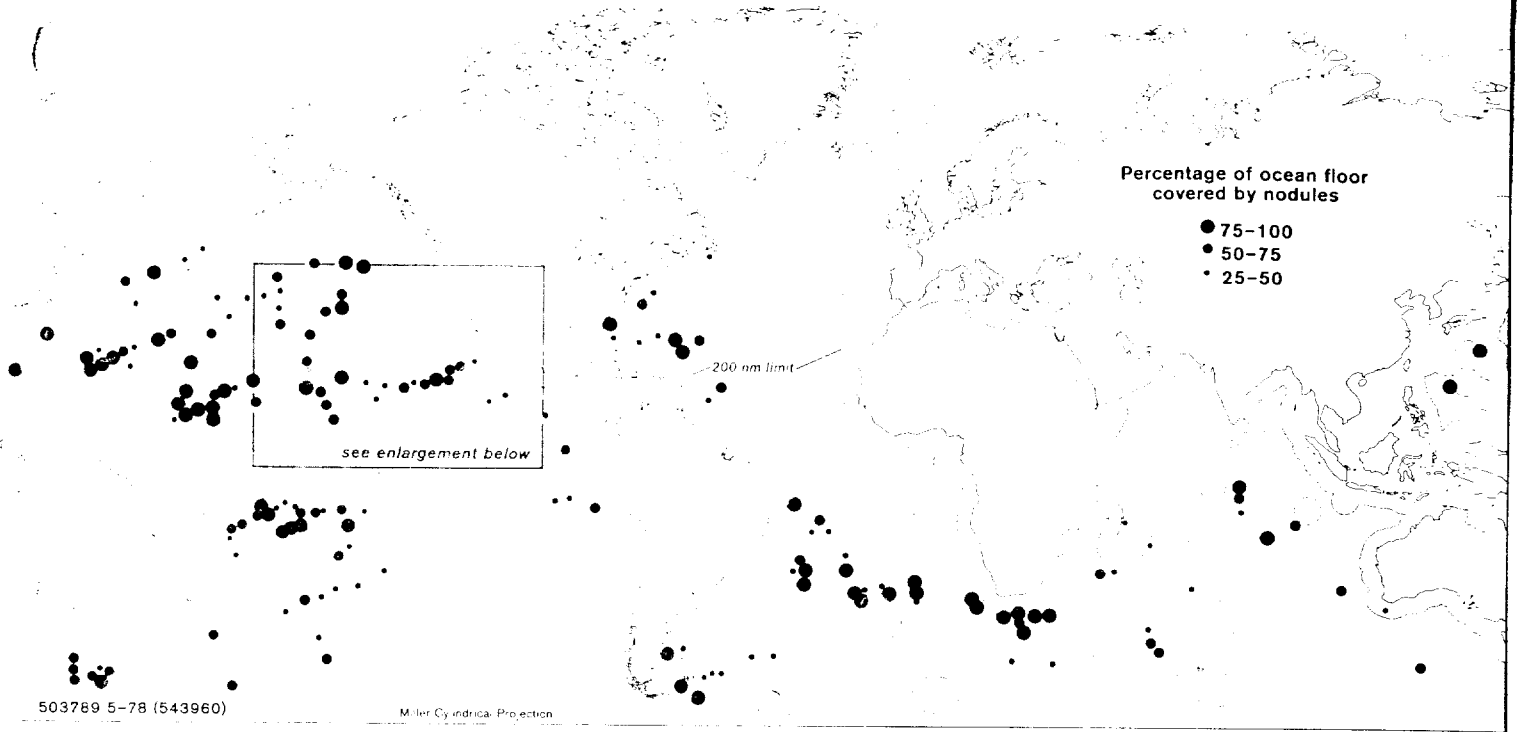 Percentage of ocean floor
covered by nodules
75-100
50-75
25-50
200 nm limit
see enlargement below
503789 5-78 (543960)
Miller Cylindrical Projection